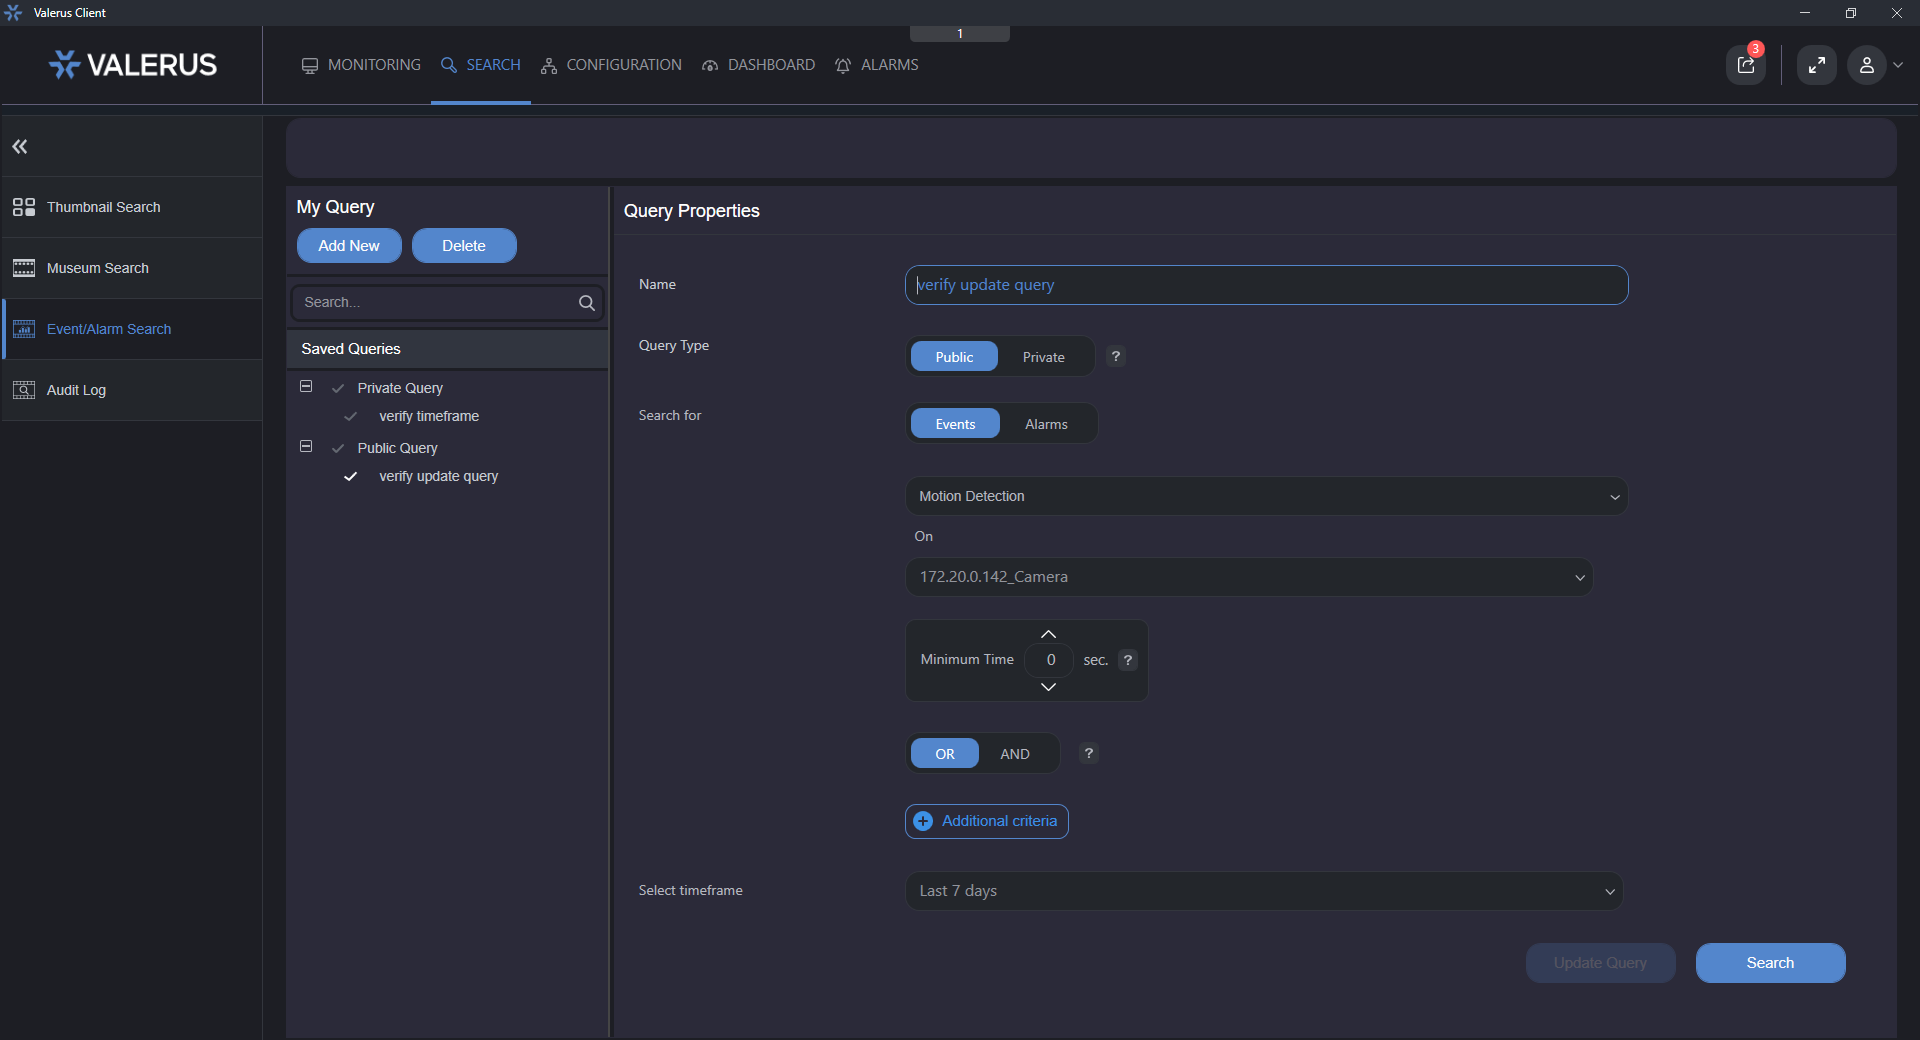 Valerus Client
1
VALERUS
MONITORING
SEARCH
CONFIGURATION
DASHBOARD
ALARMS
3
Thumbnail Search
Museum Search
Event/Alarm Search
Audit Log
My Query
Add New
Delete
Search...
Saved Queries
Private Query
verify timeframe
Public Query
verify update query
Query Properties
Name
verify update query
Query Type
Public
Private
?
Search for
Events
Alarms
Motion Detection
On
172.20.0.142_Camera
Minimum Time
0
sec.
?
OR
AND
?
Additional criteria
Select timeframe
Last 7 days
Update Query
Search